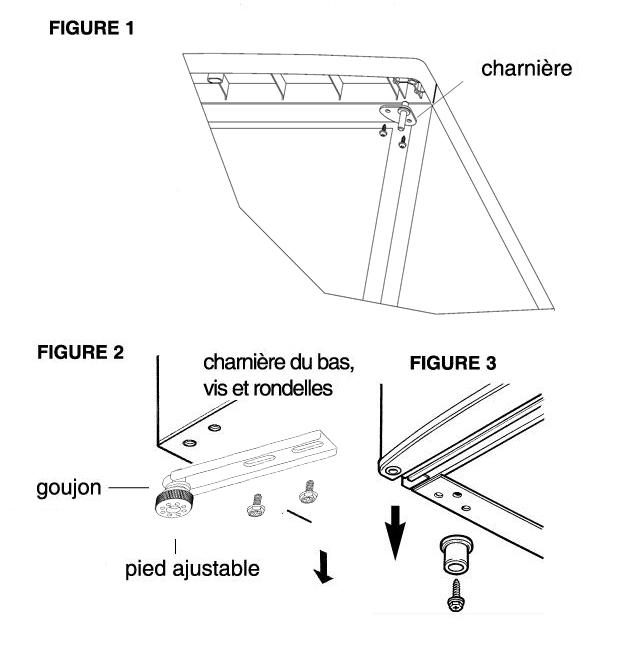 FIGURE 1
charnière
FIGURE 2
charnière du bas,
vis et rondelles
goujon
pied ajustable
FIGURE 3